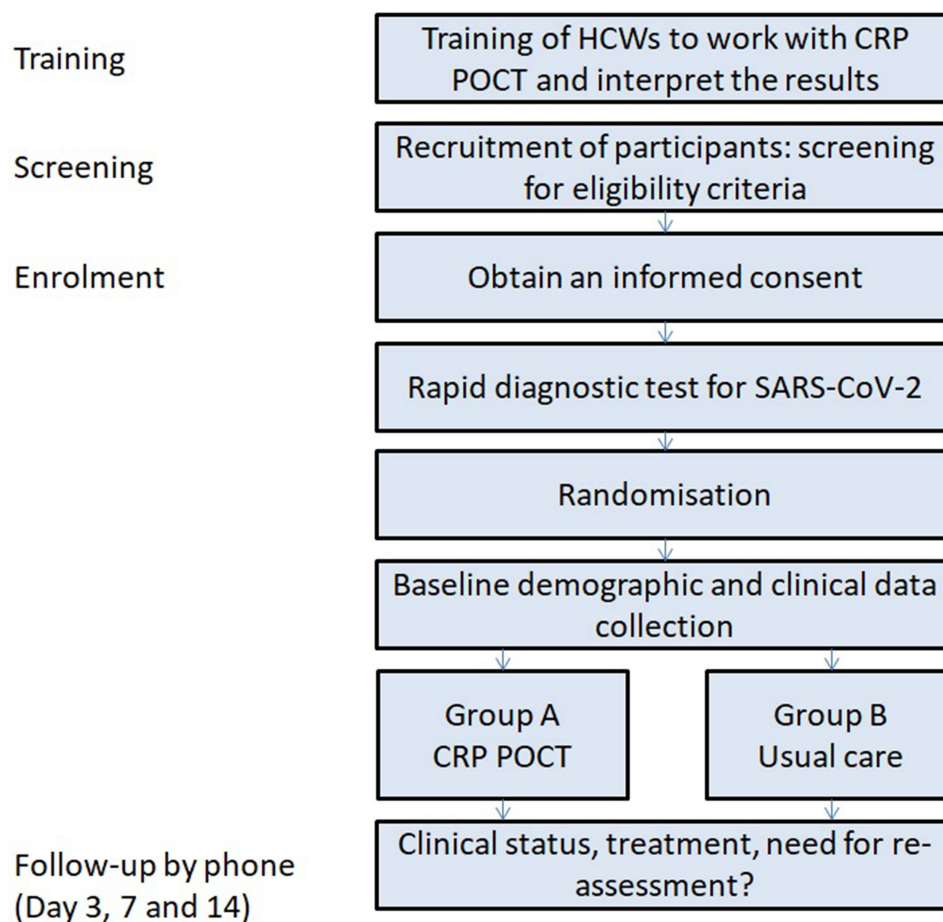 Training
Training of HCWs to work with CRP
POCT and interpret the results
Screening
Recruitment of participants: screening
for eligibility criteria
Enrolment
Obtain an informed consent
Rapid diagnostic test for SARS-CoV-2
Randomisation
Baseline demographic and clinical data
collection
Group A
CRP POCT
Group B
Usual care
Follow-up by phone
(Day 3, 7 and 14)
Clinical status, treatment, need for re-
assessment?